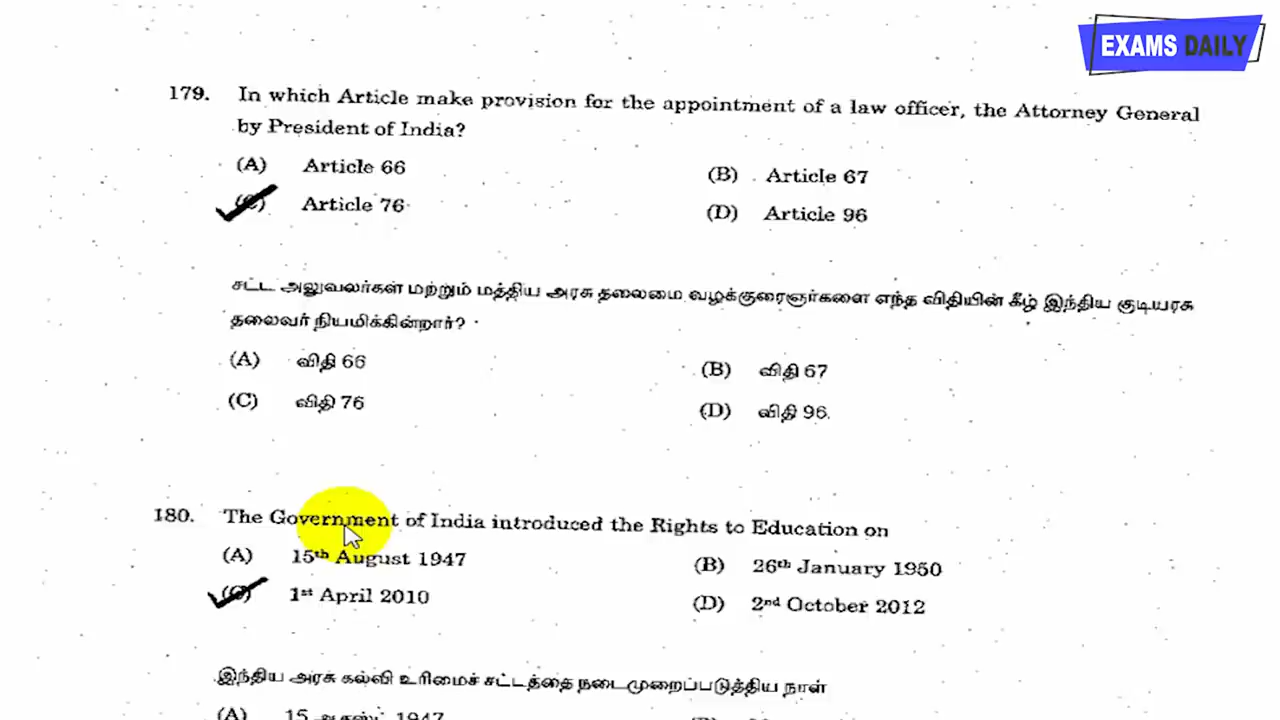 EXAMS DAILY
179. In which Article make provision for the appointment of a law officer, the Attorney General
by President of India?
(A) Article 66
(B) Article 67
(C) Article 76
(D) Article 96
சட்ட அலுவலர்கள் மற்றும் மத்திய அரசு தலைமை வழக்குரைஞர்களை எந்த விதியின் கீழ் இந்திய குடியரசு
தலைவர் நியமிக்கின்றார்?
(A) விதி 66
(B) விதி 67
(C) விதி 76
(D) விதி 96
180. The Government of India introduced the Rights to Education on
(A) 15th August 1947
(B) 26th January 1950
(C) 1st April 2010
(D) 2nd October 2012
இந்திய அரசு கல்வி உரிமைச் சட்டத்தை நடைமுறைப்படுத்திய நாள்
(A) 15 ஆகஸ்ட் 1947